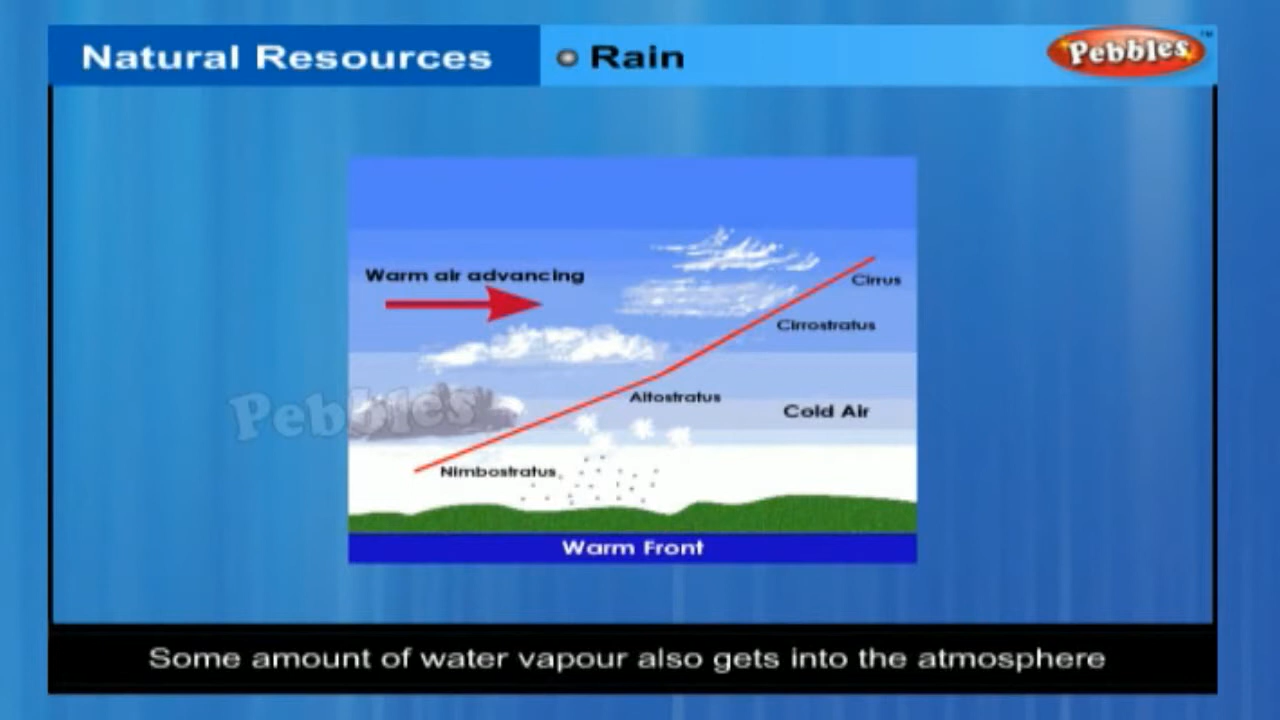 Natural Resources
Rain
Pebbles
TM
Warm air advancing
Cirrus
Cirrostratus
Altostratus
Cold Air
Pebbles
Nimbostratus
Warm Front
Some amount of water vapour also gets into the atmosphere